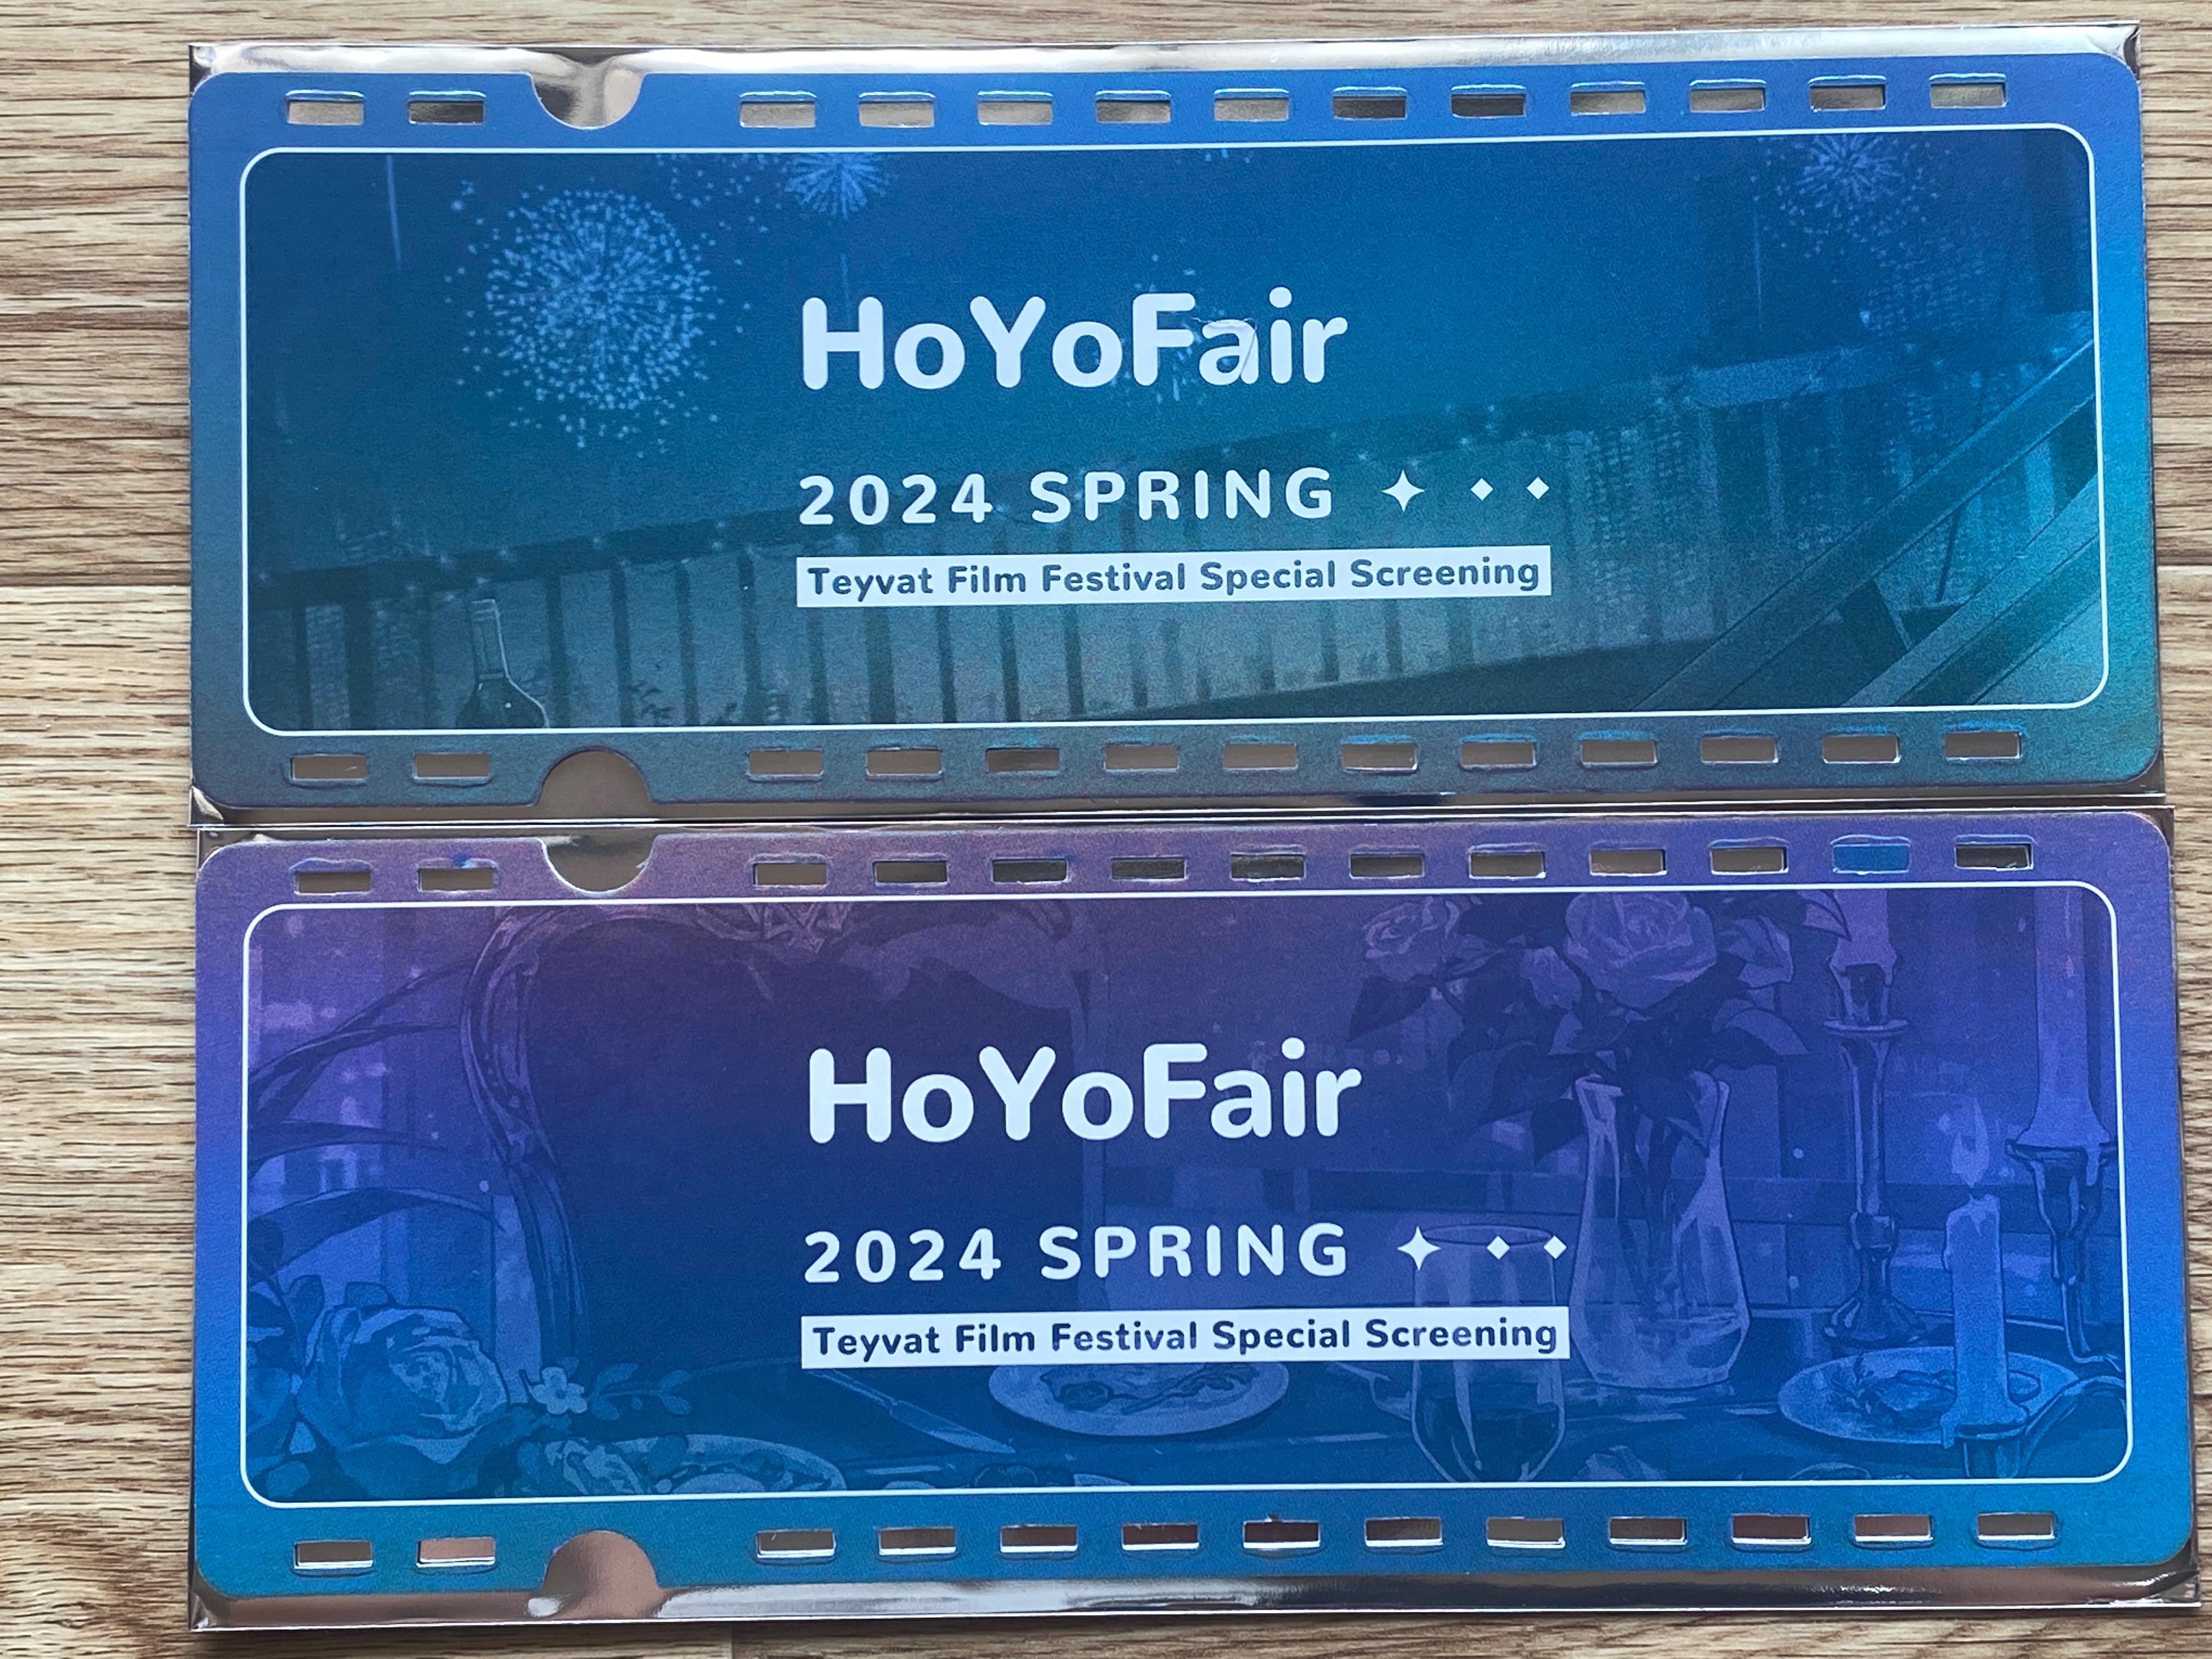 HoYoFair
2024 SPRING
Teyvat Film Festival Special Screening
HoYoFair
2024 SPRING
Teyvat Film Festival Special Screening